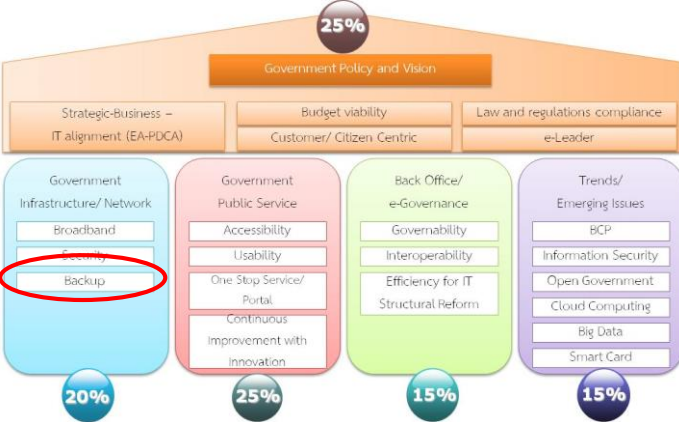 25%
Government Policy and Vision
Strategic-Business –
IT alignment (EA-PDCA)
Budget viability
Customer/ Citizen Centric
Law and regulations compliance
e-Leader
Government
Infrastructure/ Network
Broadband
Security
Backup
20%
Government
Public Service
Accessibility
Usability
One Stop Service/
Portal
Continuous
Improvement with
Innovation
25%
Back Office/
e-Governance
Governability
Interoperability
Efficiency for IT
Structural Reform
15%
Trends/
Emerging Issues
BCP
Information Security
Open Government
Cloud Computing
Big Data
Smart Card
15%